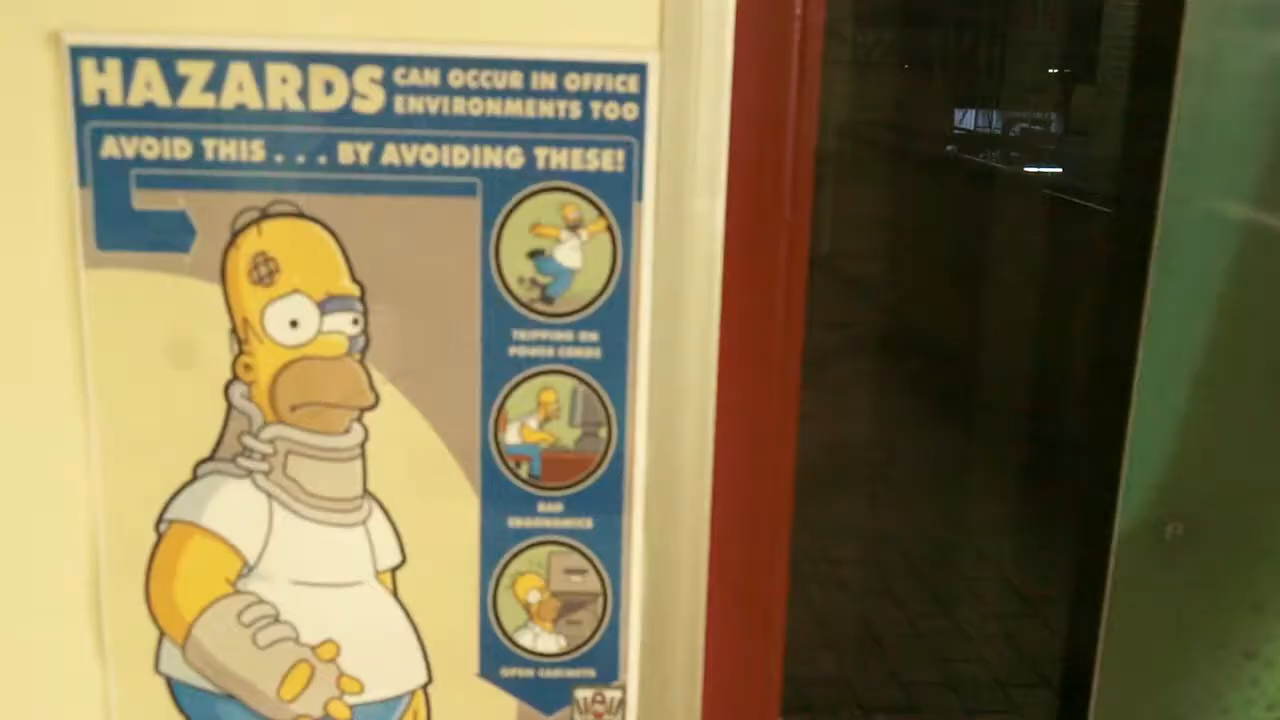 HAZARDS CAN OCCUR IN OFFICE
ENVIRONMENTS TOO
AVOID THIS . . . BY AVOIDING THESE!
TRIPPING ON
POWER CORDS
BAD
ERGONOMICS
OPEN CABINETS